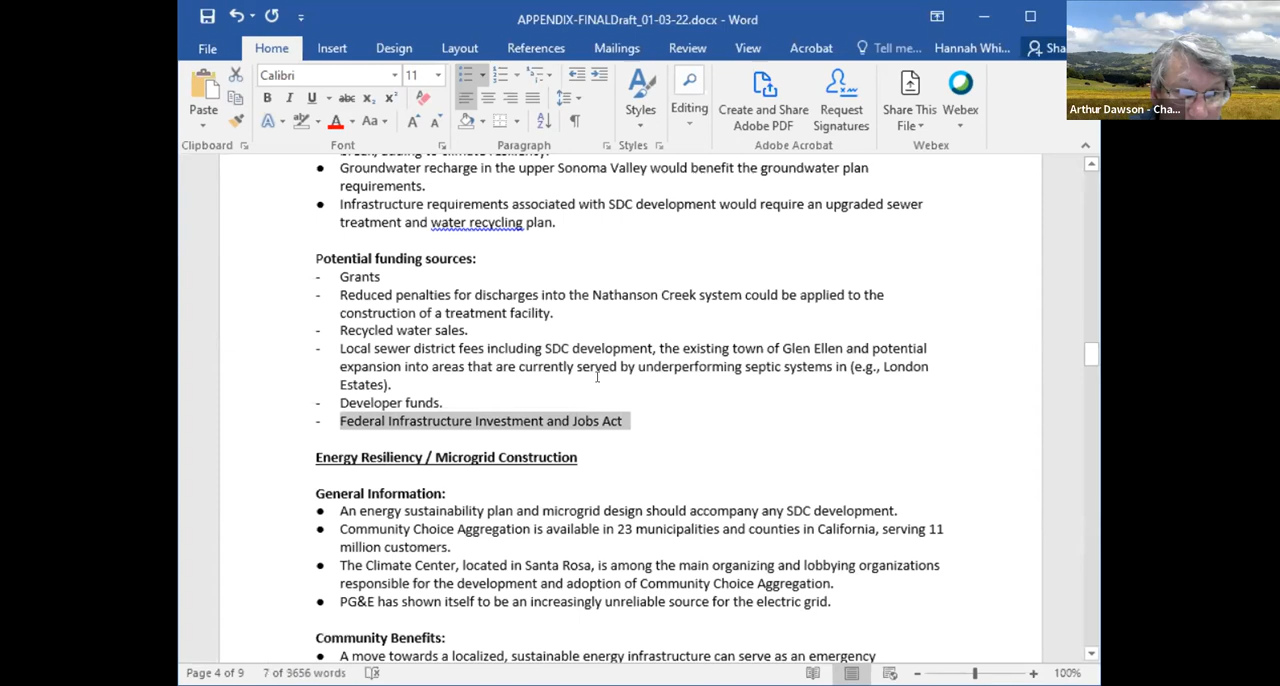 APPENDIX-FINALDraft_01-03-22.docx - Word
File Home Insert Design Layout References Mailings Review View Acrobat Tell me... Hannah Whi... Sha
Arthur Dawson - Cha...
Calibri 11
Paste
B I U abc X₂ X²
A Aa A A
Styles Editing
Create and Share Adobe PDF
Request Signatures
Share This File
Webex
Clipboard Font Paragraph Styles Adobe Acrobat Webex
● Groundwater recharge in the upper Sonoma Valley would benefit the groundwater plan
requirements.
● Infrastructure requirements associated with SDC development would require an upgraded sewer
treatment and water recycling plan.
Potential funding sources:
- Grants
- Reduced penalties for discharges into the Nathanson Creek system could be applied to the
construction of a treatment facility.
- Recycled water sales.
- Local sewer district fees including SDC development, the existing town of Glen Ellen and potential
expansion into areas that are currently served by underperforming septic systems in (e.g., London
Estates).
- Developer funds.
- Federal Infrastructure Investment and Jobs Act
Energy Resiliency / Microgrid Construction
General Information:
● An energy sustainability plan and microgrid design should accompany any SDC development.
● Community Choice Aggregation is available in 23 municipalities and counties in California, serving 11
million customers.
● The Climate Center, located in Santa Rosa, is among the main organizing and lobbying organizations
responsible for the development and adoption of Community Choice Aggregation.
● PG&E has shown itself to be an increasingly unreliable source for the electric grid.
Community Benefits:
● A move towards a localized, sustainable energy infrastructure can serve as an emergency
Page 4 of 9 7 of 3656 words 100%